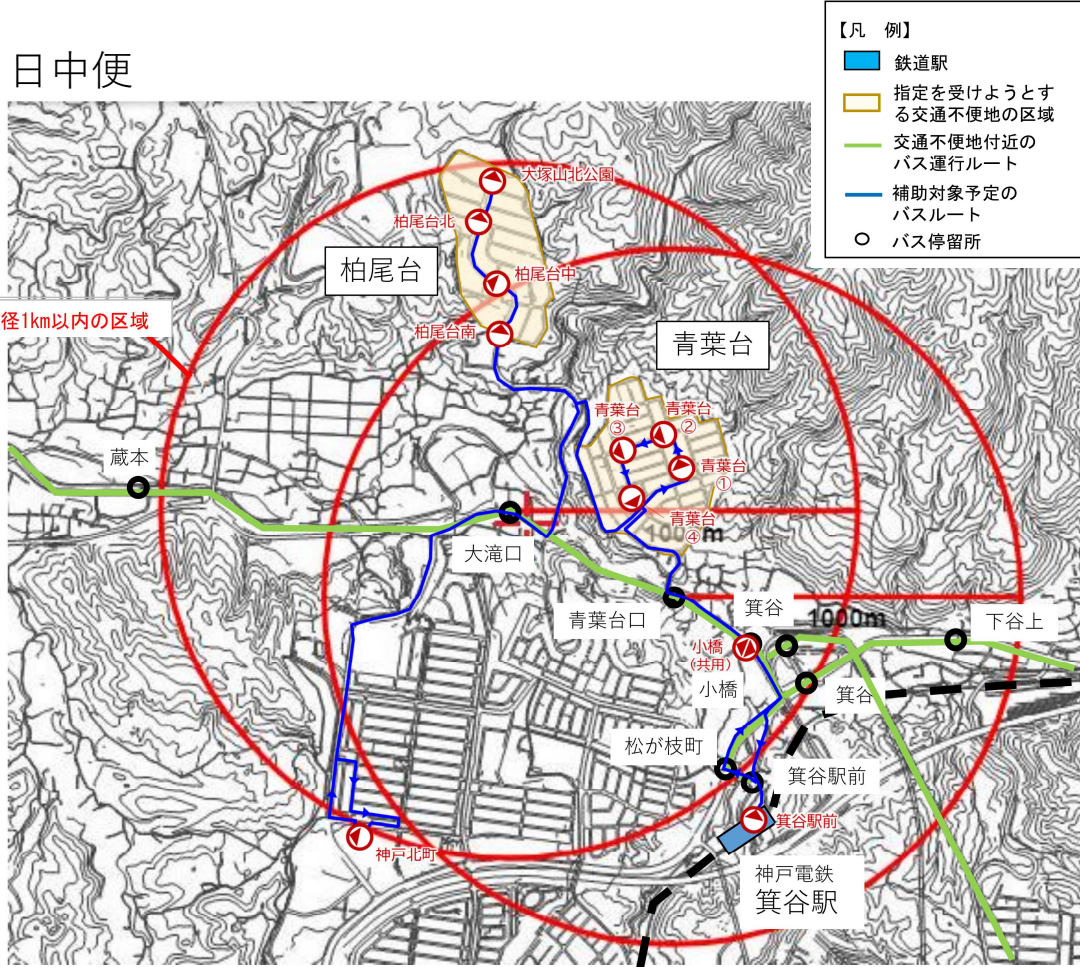 日中便
【凡　例】
鉄道駅
指定を受けようとす
る交通不便地の区域
交通不便地付近の
バス運行ルート
補助対象予定の
バスルート
バス停留所
大塚山北公園
柏尾台北
柏尾台
柏尾台中
径1km以内の区域
柏尾台南
青葉台
青葉台
③
青葉台
②
青葉台
①
蔵本
青葉台
④
大滝口
青葉台口
箕谷
1000m
下谷上
小橋
(共用)
小橋
箕谷
松が枝町
箕谷駅前
箕谷駅前
神戸北町
神戸電鉄
箕谷駅